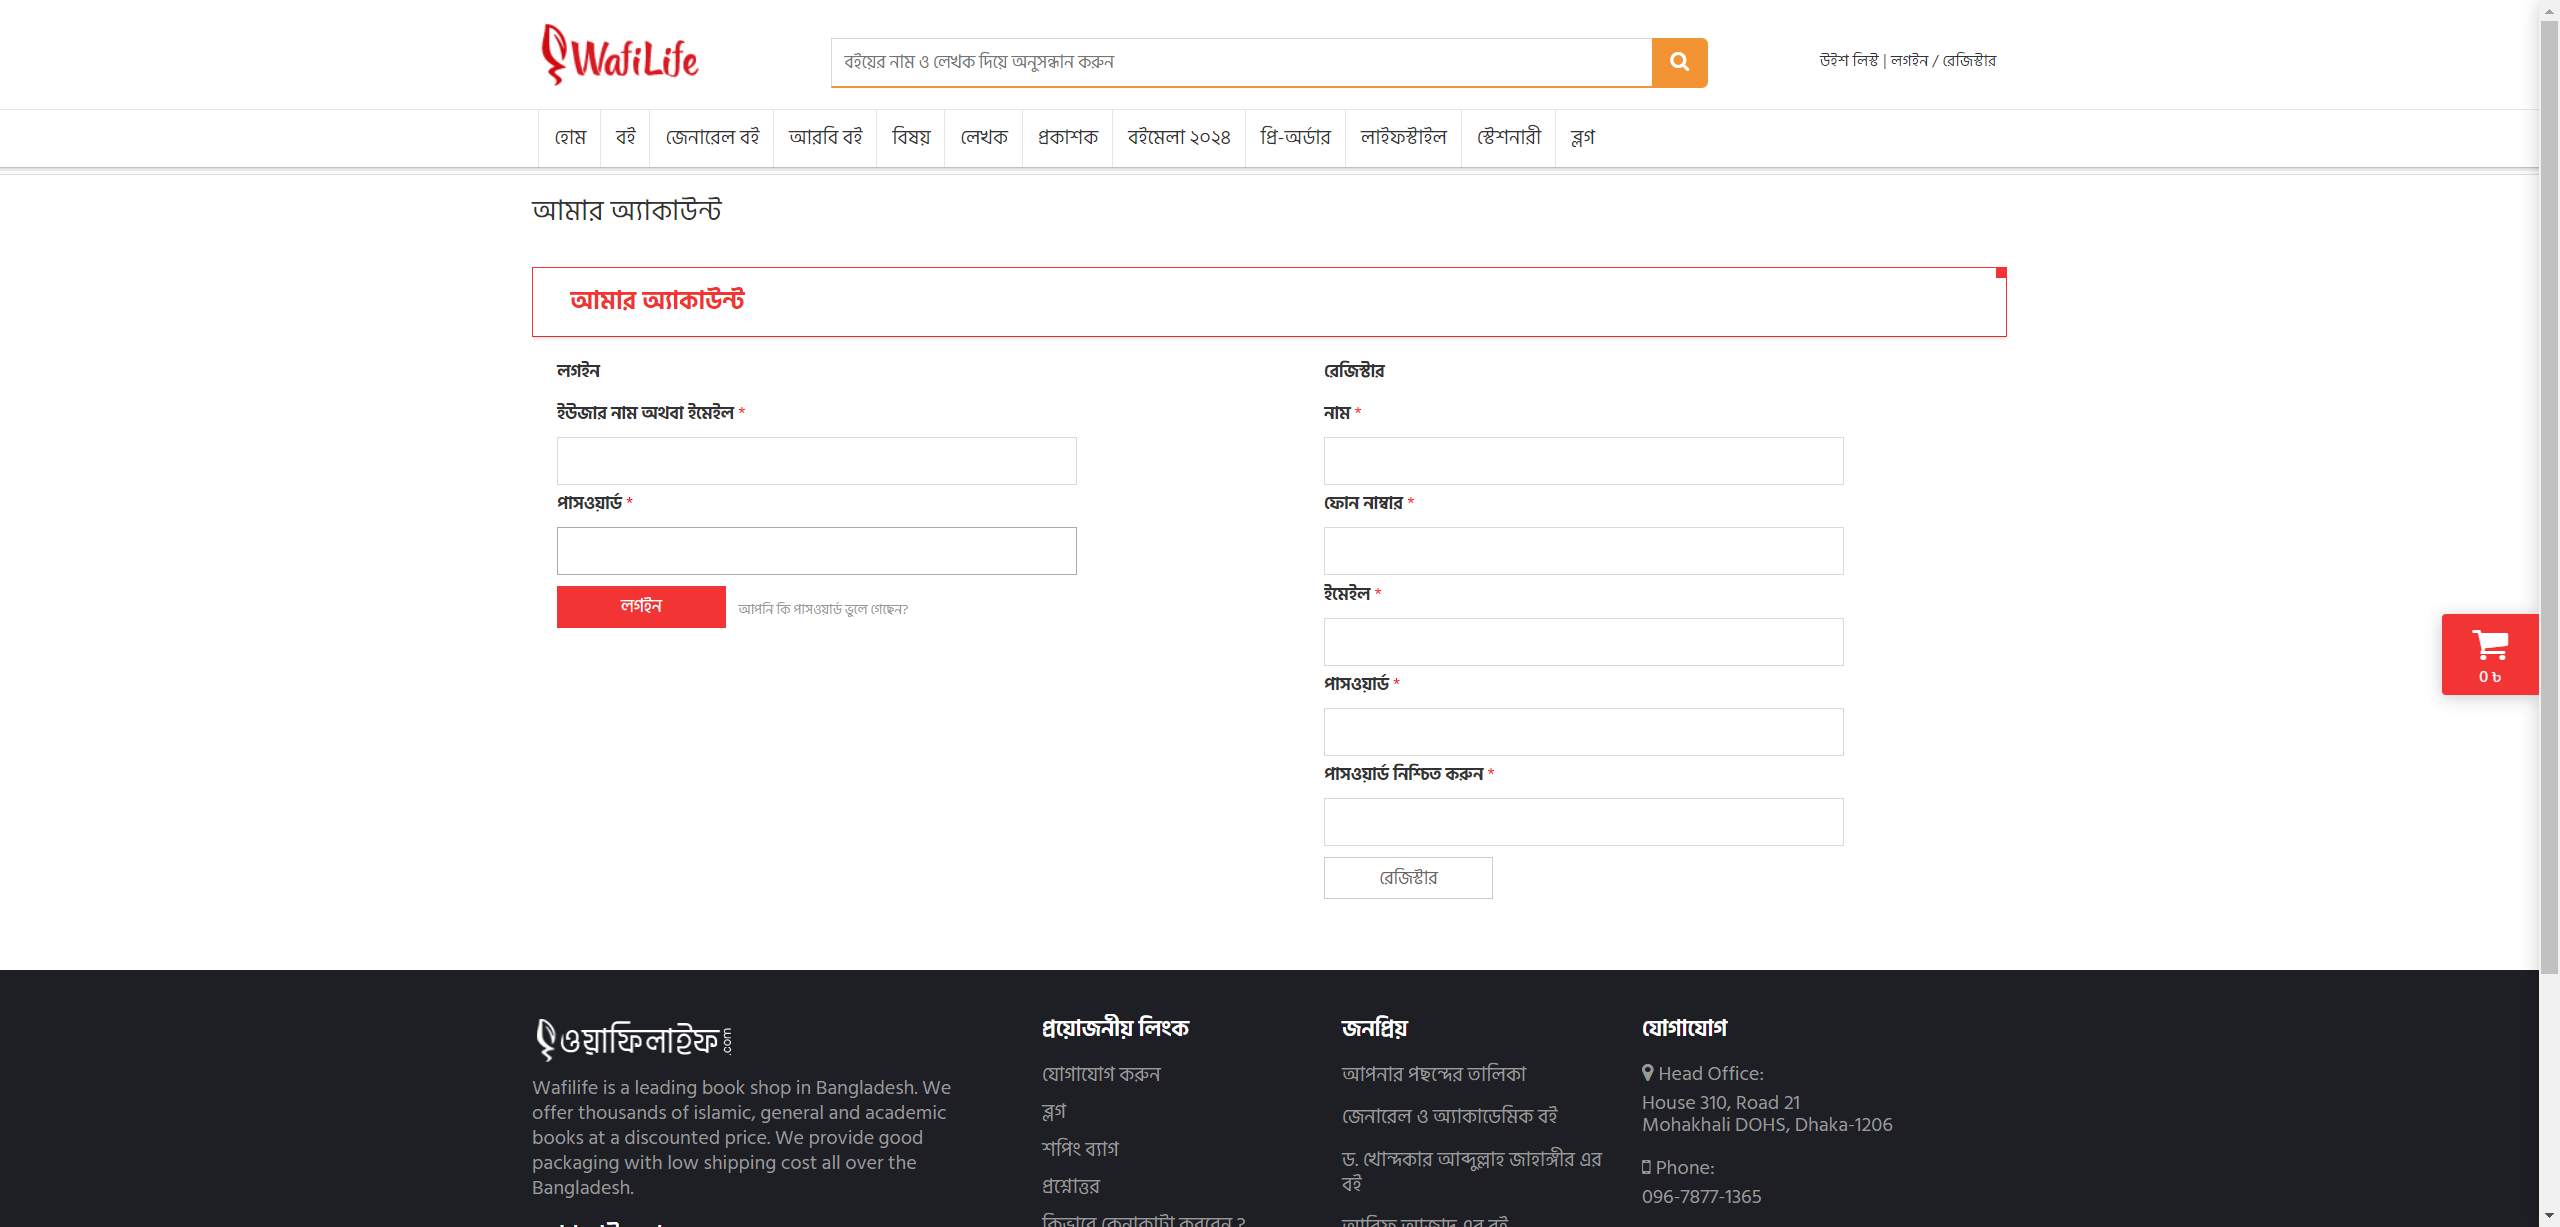 WafiLife
বইয়ের নাম ও লেখক দিয়ে অনুসন্ধান করুন
উইশ লিস্ট | লগইন / রেজিস্টার
হোম বই জেনারেল বই আরবি বই বিষয় লেখক প্রকাশক বইমেলা ২০২৪ প্রি-অর্ডার লাইফস্টাইল স্টেশনারী ব্লগ
আমার অ্যাকাউন্ট
আমার অ্যাকাউন্ট
লগইন
ইউজার নাম অথবা ইমেইল *
পাসওয়ার্ড *
লগইন আপনি কি পাসওয়ার্ড ভুলে গেছেন?
রেজিস্টার
নাম *
ফোন নাম্বার *
ইমেইল *
পাসওয়ার্ড *
পাসওয়ার্ড নিশ্চিত করুন *
রেজিস্টার
0 ৳
ওয়াফিলাইফ.com
Wafilife is a leading book shop in Bangladesh. We
offer thousands of islamic, general and academic
books at a discounted price. We provide good
packaging with low shipping cost all over the
Bangladesh.
প্রয়োজনীয় লিংক
যোগাযোগ করুন
ব্লগ
শপিং ব্যাগ
প্রশ্নোত্তর
কিভাবে কেনাকাটা করবেন ?
জনপ্রিয়
আপনার পছন্দের তালিকা
জেনারেল ও অ্যাকাডেমিক বই
ড. খোন্দকার আব্দুল্লাহ জাহাঙ্গীর এর
বই
আরিফ আজাদ এর বই
যোগাযোগ
Head Office:
House 310, Road 21
Mohakhali DOHS, Dhaka-1206
Phone:
096-7877-1365